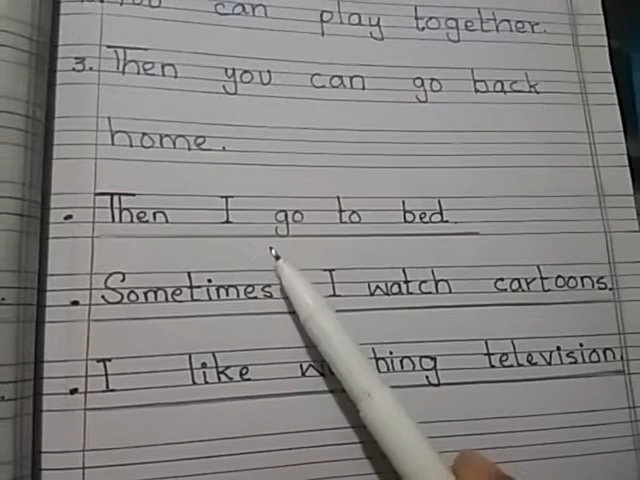 You can play together.
3. Then you can go back
home.
. Then I go to bed.
. Sometimes I watch cartoons.
. I like television.